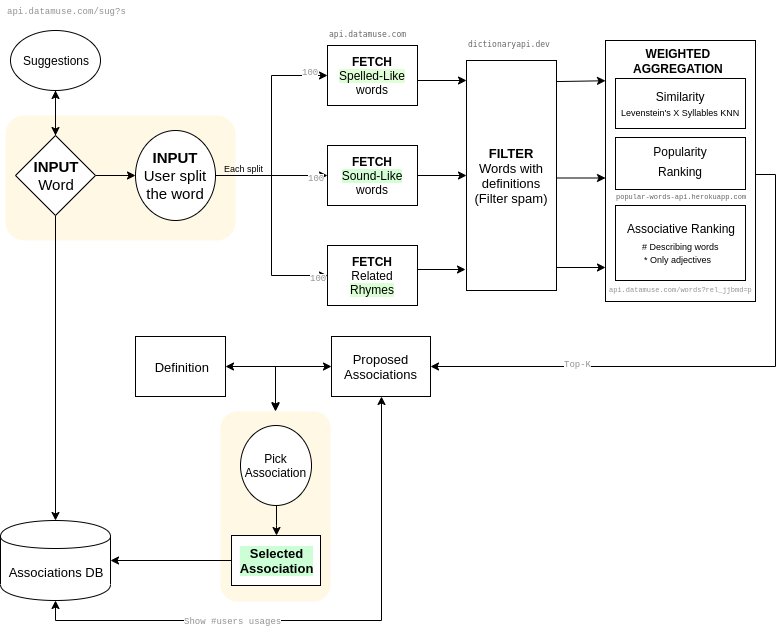 api.datamuse.com/sug?s
Suggestions
INPUT
Word
INPUT
User split
the word
Each split
api.datamuse.com
100
FETCH
Spelled-Like
words
100
FETCH
Sound-Like
words
100
FETCH
Related
Rhymes
dictionaryapi.dev
FILTER
Words with
definitions
(Filter spam)
WEIGHTED
AGGREGATION
Similarity
Levenstein's X Syllables KNN
Popularity
Ranking
popular-words-api.herokuapp.com
Associative Ranking
# Describing words
* Only adjectives
api.datamuse.com/words?rel_jjbmd=p
Top-K
Definition
Proposed
Associations
Pick
Association
Selected
Association
Associations DB
Show #users usages